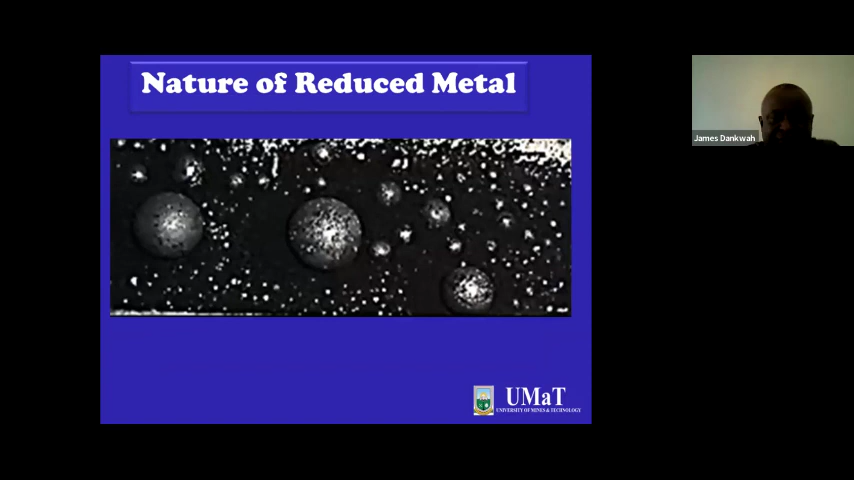 Nature of Reduced Metal
James Dankwah
UMaT
UNIVERSITY OF MINES & TECHNOLOGY